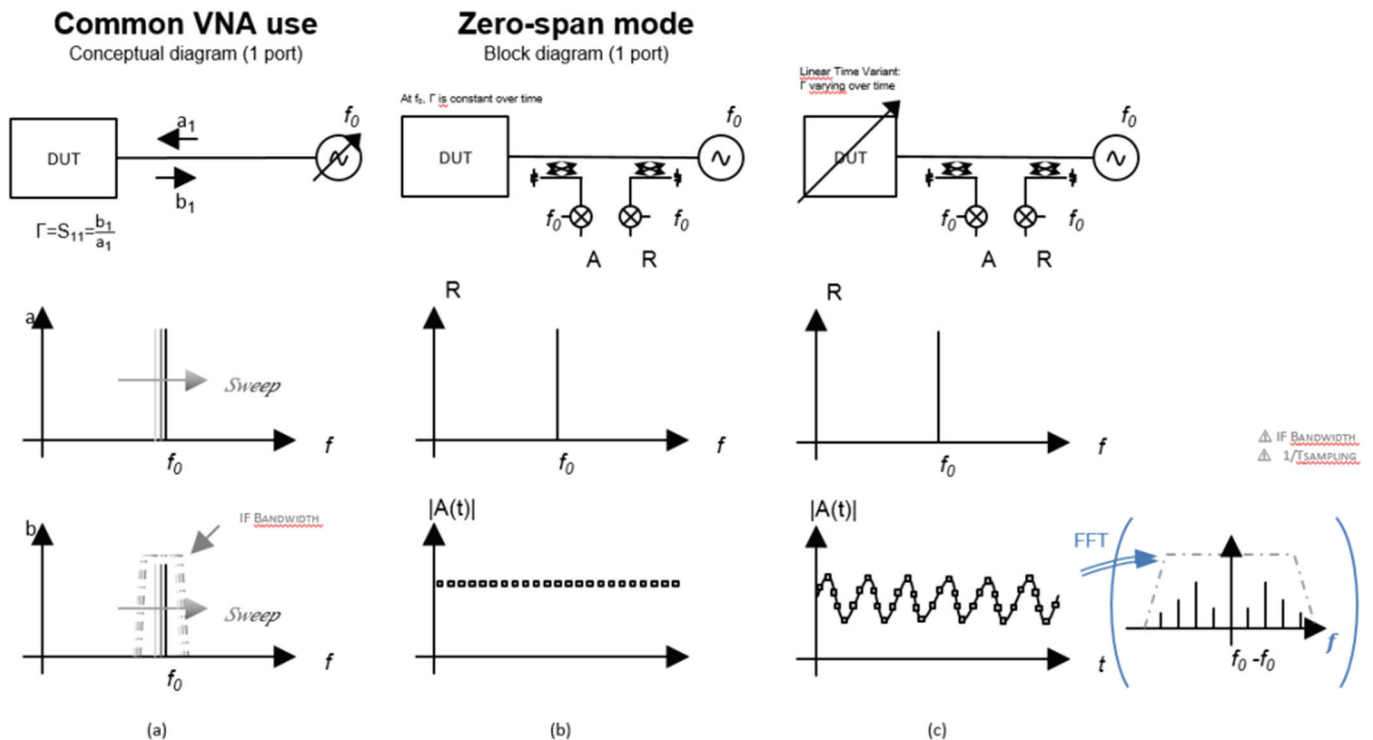 Common VNA use
Conceptual diagram (1 port)
Zero-span mode
Block diagram (1 port)
Linear Time Variant:
Γ varying over time
At f₀, Γ is constant over time
DUT
a₁
b₁
f₀
Γ=S₁₁=b₁/a₁
DUT
f₀
f₀
f₀
A
R
DUT
f₀
f₀
f₀
A
R
a
Sweep
f
f₀
R
f
f₀
R
f
f₀
⚠ IF BANDWIDTH
⚠ 1/TSAMPLING
b
IF BANDWIDTH
Sweep
f
f₀
|A(t)|
|A(t)|
t
FFT
f
f₀ -f₀
(a)
(b)
(c)